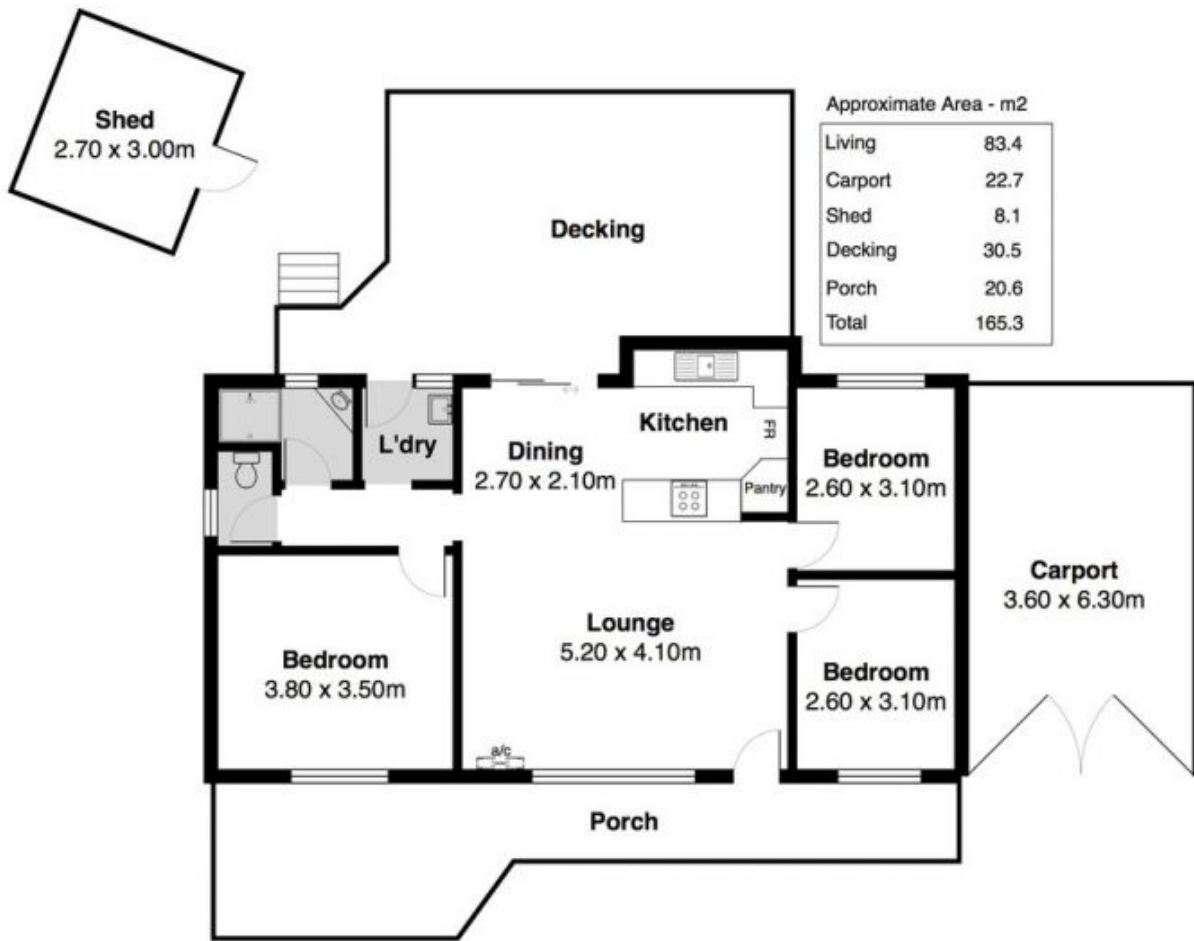 Shed
2.70 x 3.00m
Decking
Approximate Area - m2
Living 83.4
Carport 22.7
Shed 8.1
Decking 30.5
Porch 20.6
Total 165.3
L'dry
Dining
2.70 x 2.10m
Kitchen
FR
Pantry
Bedroom
2.60 x 3.10m
Carport
3.60 x 6.30m
Bedroom
3.80 x 3.50m
Lounge
5.20 x 4.10m
Bedroom
2.60 x 3.10m
a/c
Porch